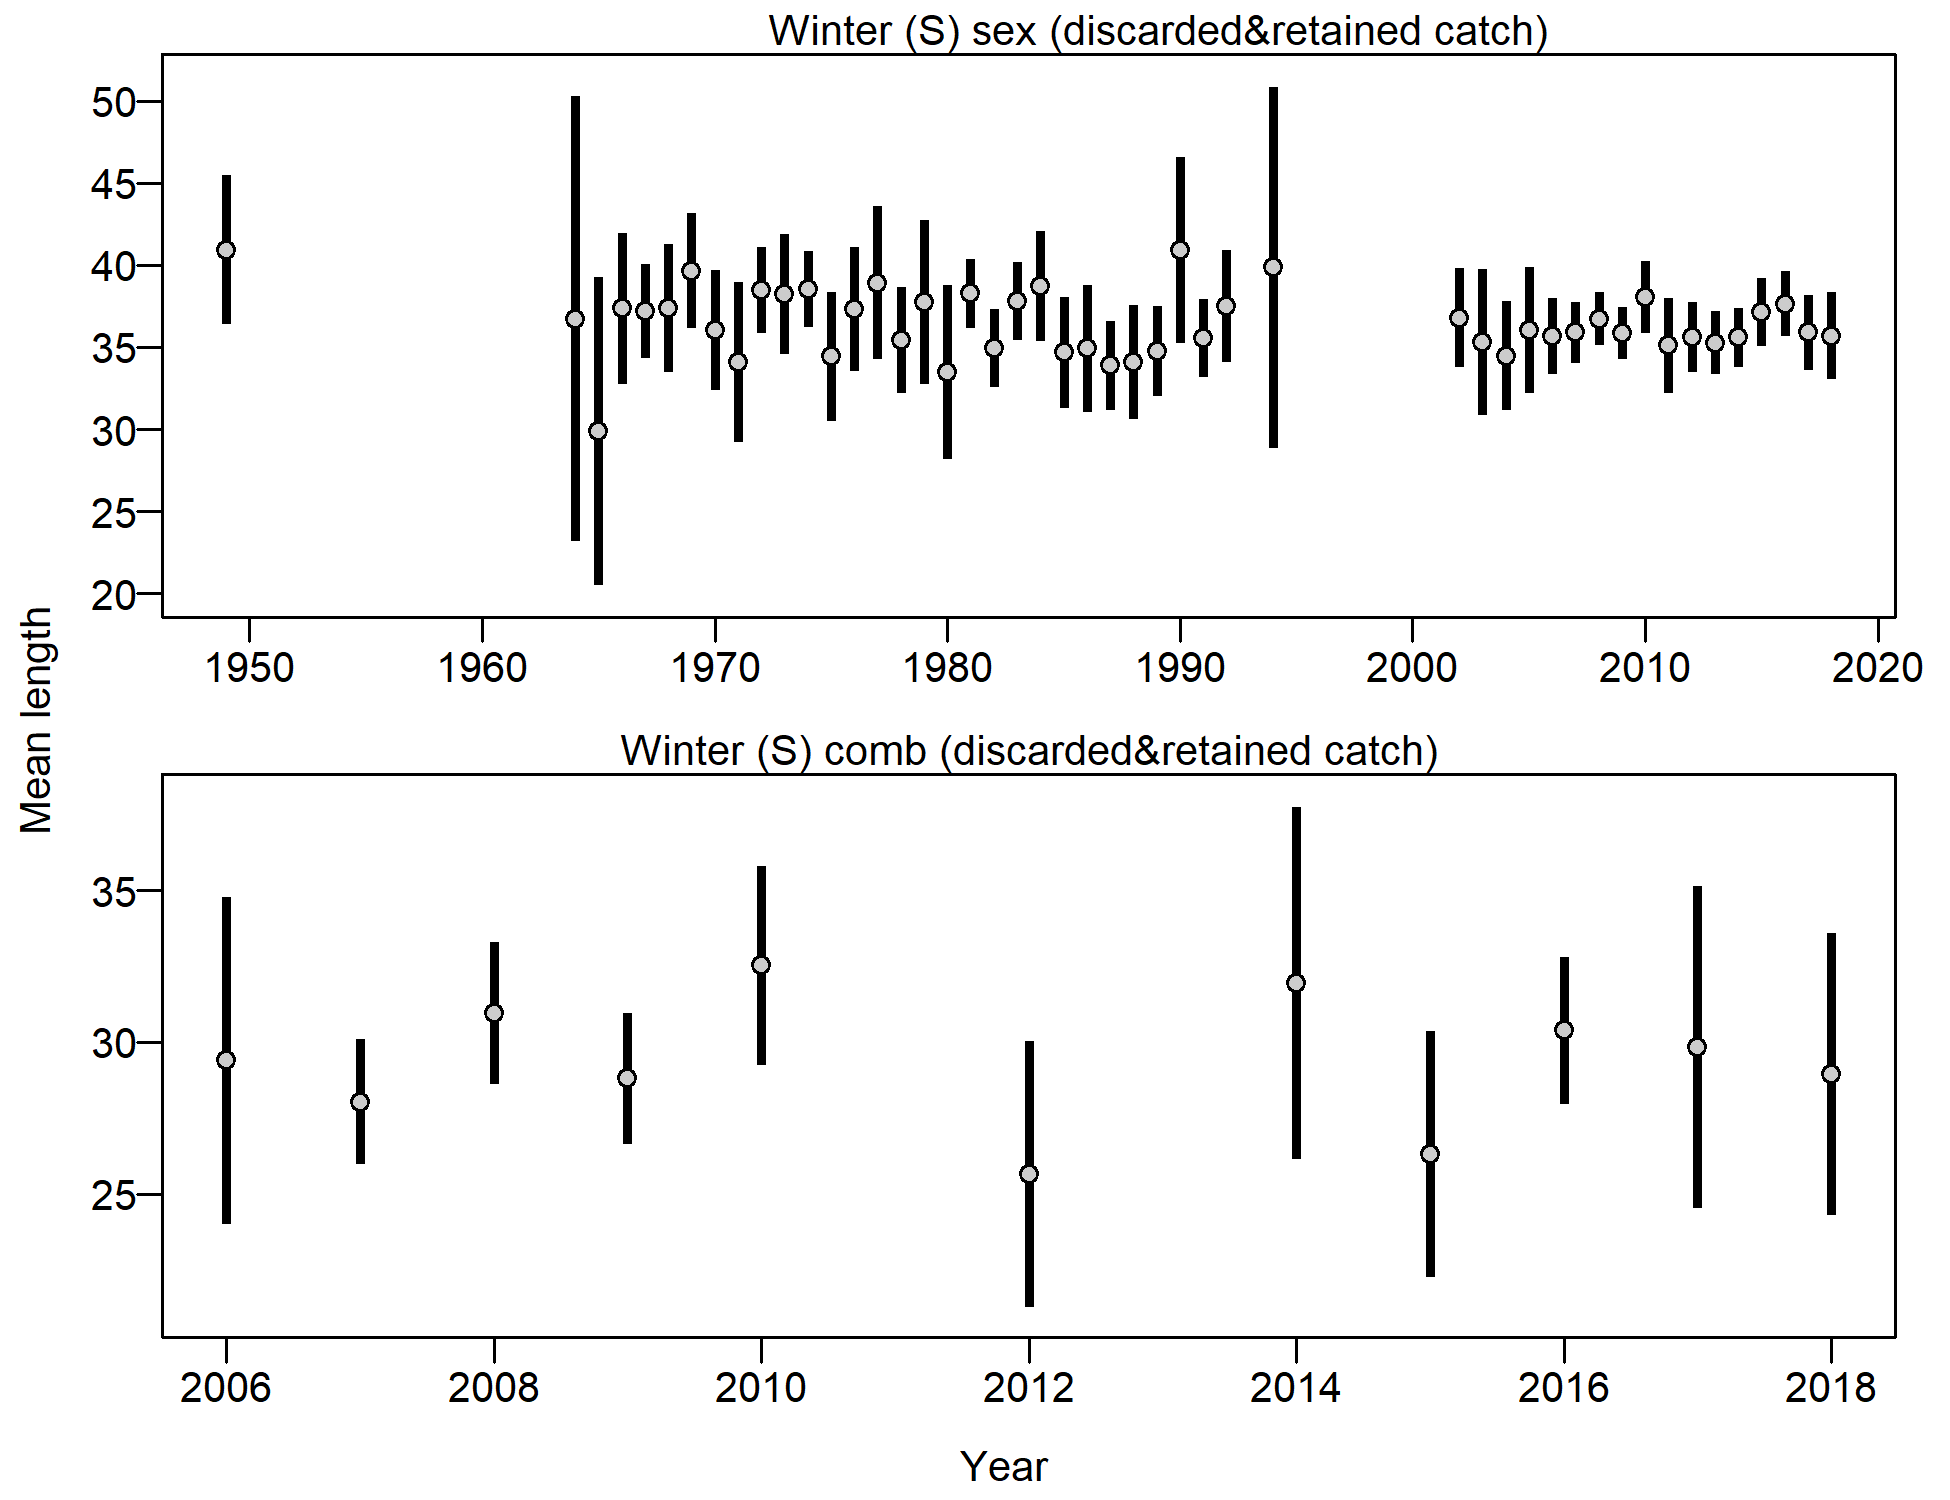 Winter (S) sex (discarded&retained catch)
50
45
40
35
30
25
20
1950 1960 1970 1980 1990 2000 2010 2020
Mean length
Winter (S) comb (discarded&retained catch)
35
30
25
2006 2008 2010 2012 2014 2016 2018
Year